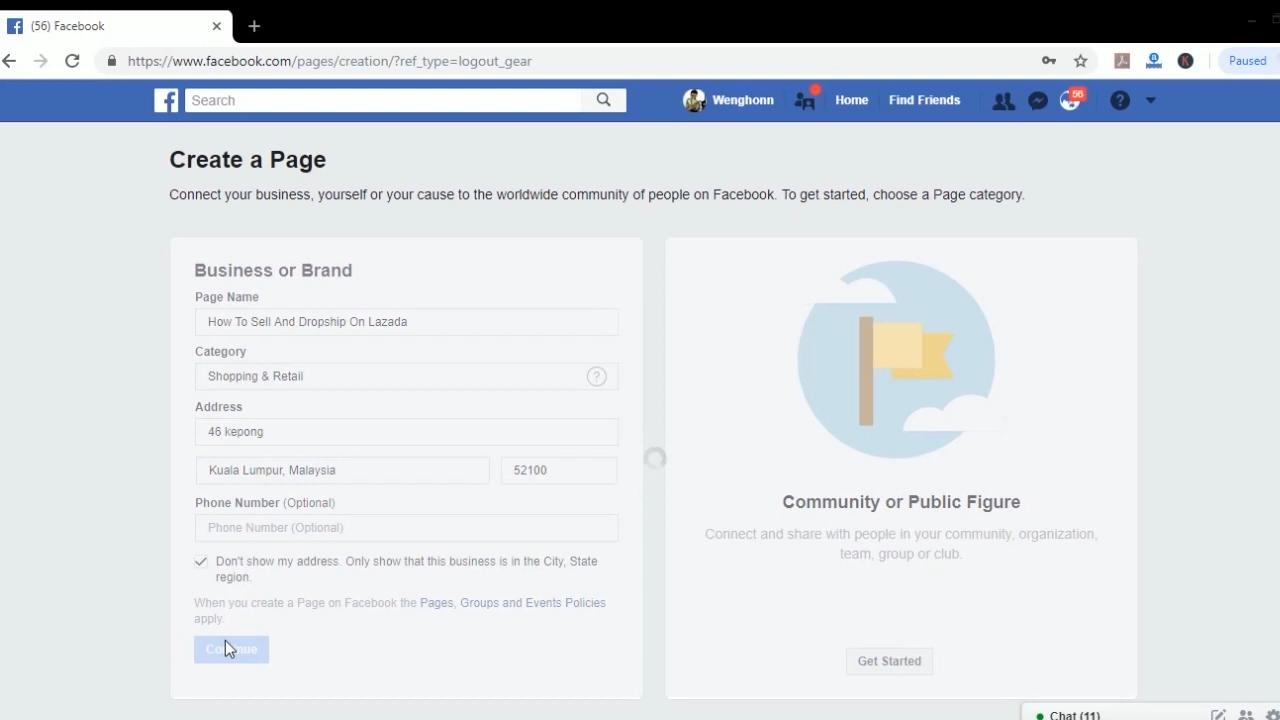 (56) Facebook
https://www.facebook.com/pages/creation/?ref_type=logout_gear
Paused
Search
Wenghonn
Home
Find Friends
56
Create a Page
Connect your business, yourself or your cause to the worldwide community of people on Facebook. To get started, choose a Page category.
Business or Brand
Page Name
How To Sell And Dropship On Lazada
Category
Shopping & Retail
?
Address
46 kepong
Kuala Lumpur, Malaysia
52100
Phone Number (Optional)
Phone Number (Optional)
Don't show my address. Only show that this business is in the City, State
region.
When you create a Page on Facebook the Pages, Groups and Events Policies
apply.
Continue
Community or Public Figure
Connect and share with people in your community, organization,
team, group or club.
Get Started
Chat (11)